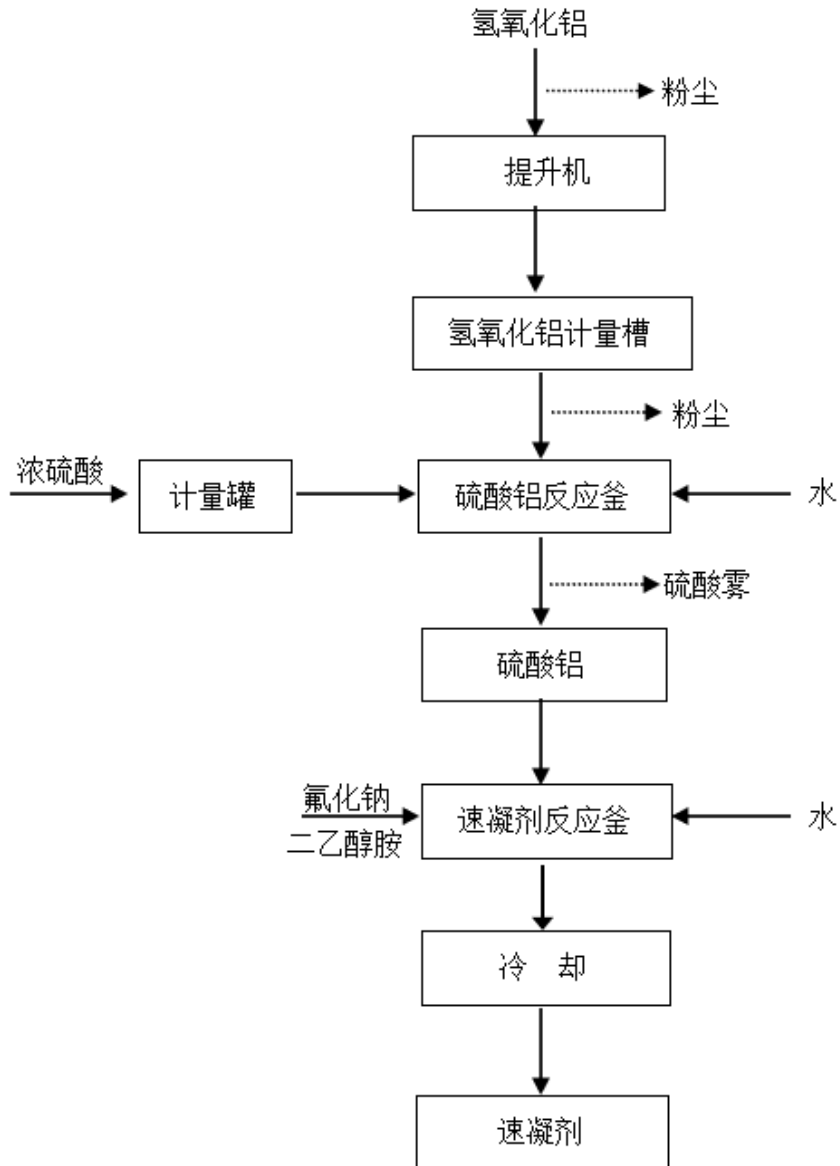 氢氧化铝
粉尘
提升机
氢氧化铝计量槽
粉尘
浓硫酸
计量罐
硫酸铝反应釜
水
硫酸雾
硫酸铝
氟化钠
二乙醇胺
速凝剂反应釜
水
冷 却
速凝剂